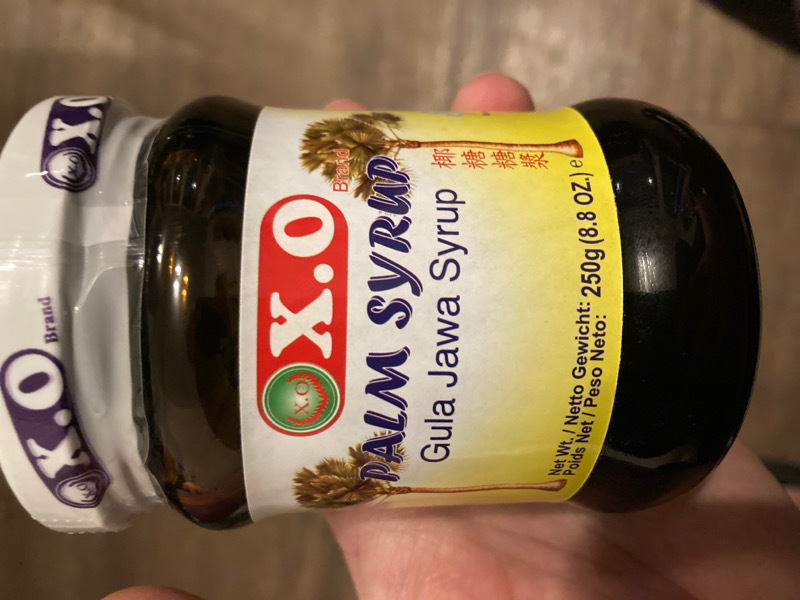 X.O
Brand
X.O
X.O
Brand
X.O
PALM SYRUP
Gula Jawa Syrup
椰糖糖漿
Net Wt. / Netto Gewicht:
Poids Net / Peso Neto:
250g (8.8 OZ.) e
X.O